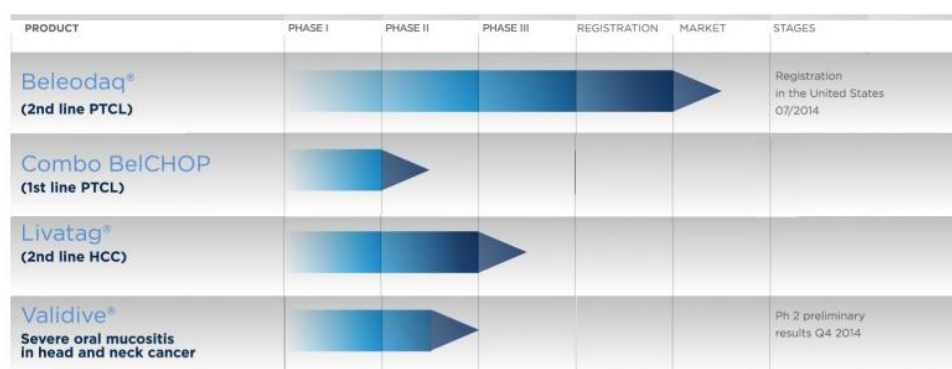 PRODUCT PHASE I PHASE II PHASE III REGISTRATION MARKET STAGES
Beleodaq®
(2nd line PTCL)
Registration
in the United States
07/2014
Combo BelCHOP
(1st line PTCL)
Livatag®
(2nd line HCC)
Validive®
Severe oral mucositis
in head and neck cancer
Ph 2 preliminary
results Q4 2014